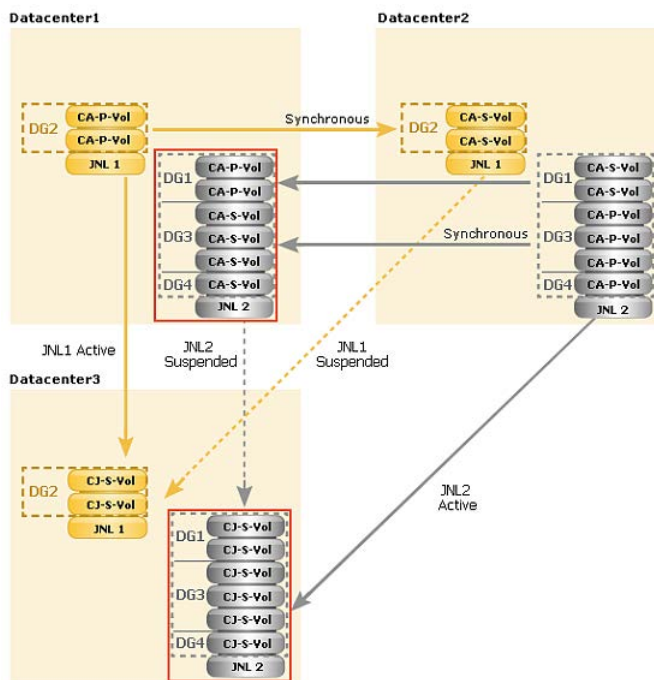 Datacenter1
Datacenter2
DG2
CA-P-Vol
CA-P-Vol
JNL 1
Synchronous
DG2
CA-S-Vol
CA-S-Vol
JNL 1
DG1
CA-P-Vol
CA-P-Vol
CA-S-Vol
DG3
CA-S-Vol
CA-S-Vol
DG4
CA-S-Vol
JNL 2
Synchronous
DG1
CA-S-Vol
CA-S-Vol
CA-P-Vol
DG3
CA-P-Vol
CA-P-Vol
DG4
CA-P-Vol
JNL 2
JNL1 Active
JNL2
Suspended
JNL1
Suspended
JNL2
Active
Datacenter3
DG2
CJ-S-Vol
CJ-S-Vol
JNL 1
DG1
CJ-S-Vol
CJ-S-Vol
CJ-S-Vol
DG3
CJ-S-Vol
CJ-S-Vol
DG4
CJ-S-Vol
JNL 2